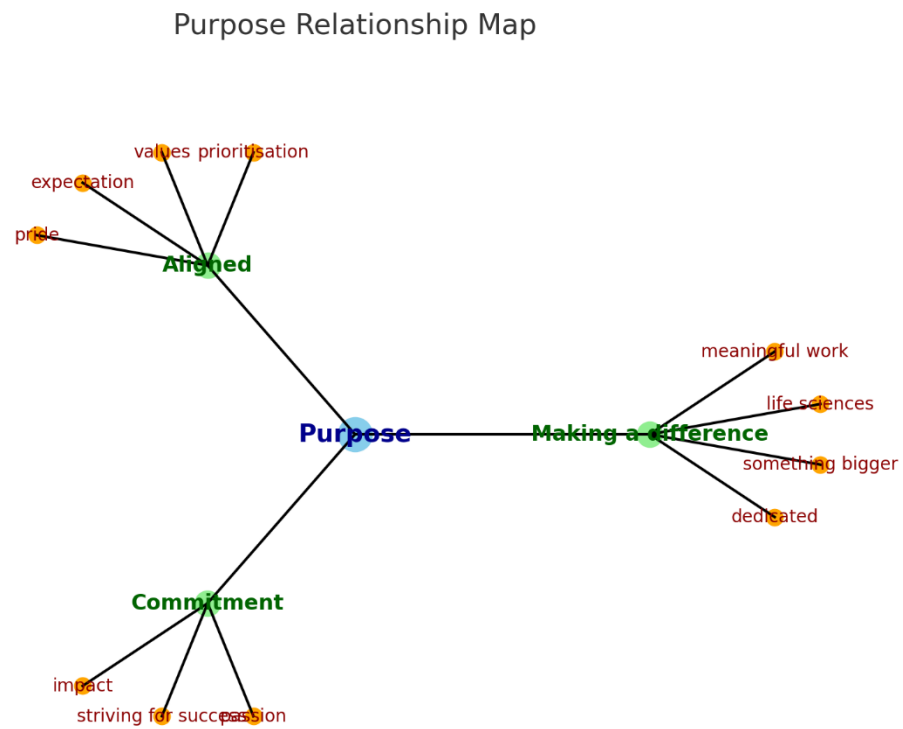 Purpose Relationship Map
values
prioritisation
expectation
pride
Aligned
meaningful work
life sciences
Purpose
Making a difference
something bigger
dedicated
Commitment
impact
striving for success
passion